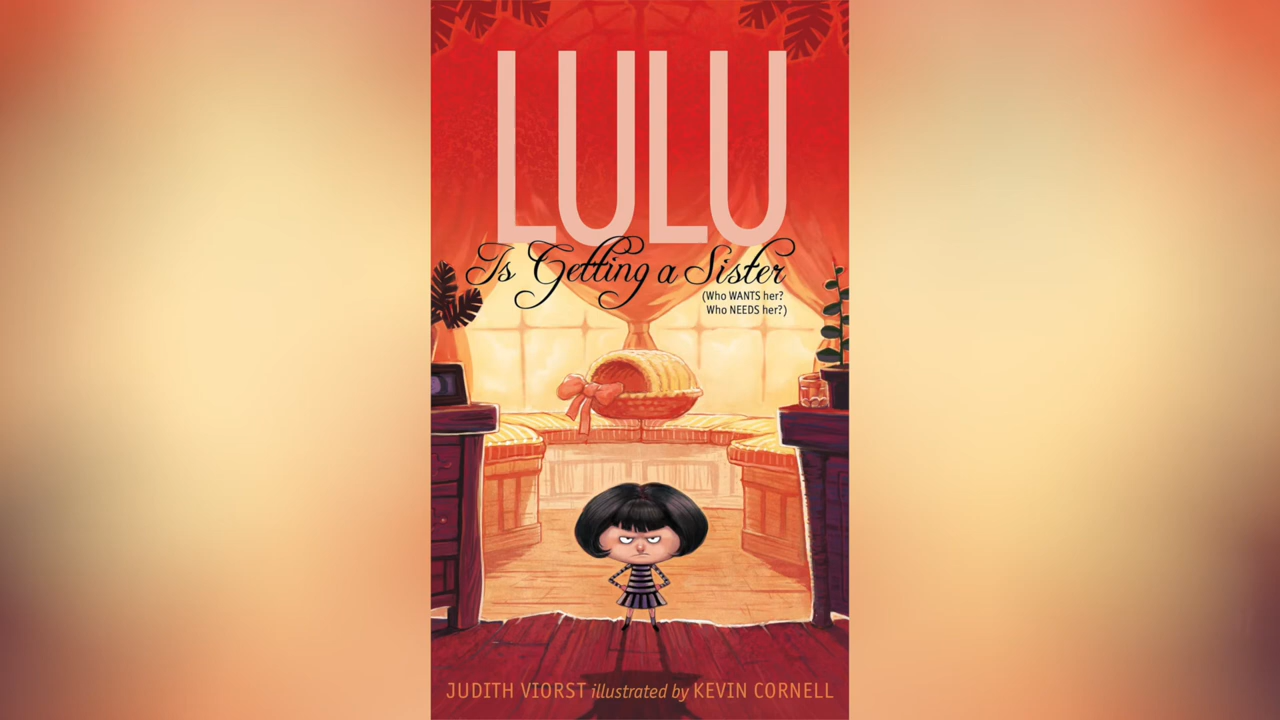 LULU
Is Getting a Sister
(Who WANTS her?
Who NEEDS her?)
JUDITH VIORST illustrated by KEVIN CORNELL